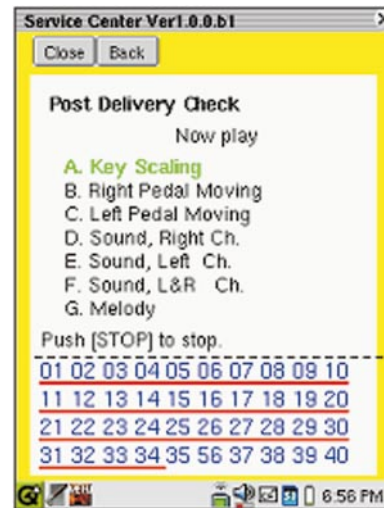 Service Center Ver1.0.0.b1
Close Back
Post Delivery Check
Now play
A. Key Scaling
B. Right Pedal Moving
C. Left Pedal Moving
D. Sound, Right Ch.
E. Sound, Left Ch.
F. Sound, L&R Ch.
G. Melody
Push [STOP] to stop.
01 02 03 04 05 06 07 08 09 10
11 12 13 14 15 16 17 18 19 20
21 22 23 24 25 26 27 28 29 30
31 32 33 34 35 56 37 38 39 40
6:56 PM